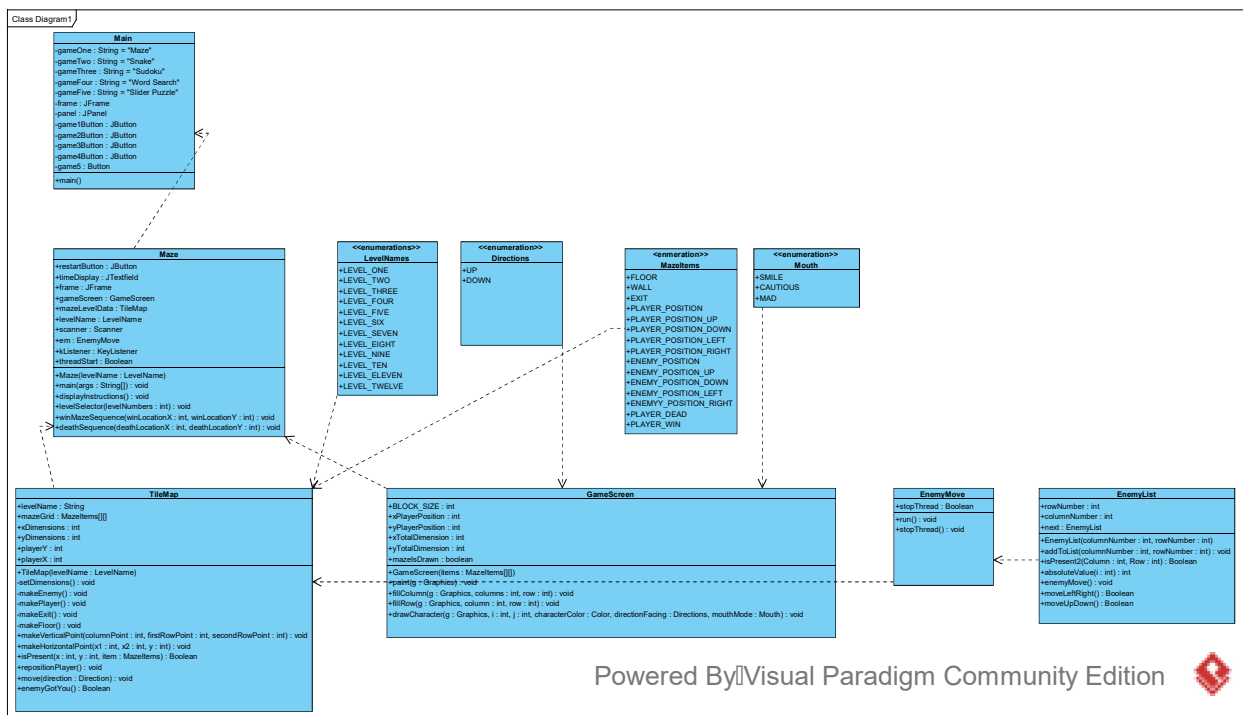 Class Diagram1
Main
-gameOne : String = "Maze"
-gameTwo : String = "Snake"
-gameThree : String = "Sudoku"
-gameFour : String = "Word Search"
-gameFive : String = "Slider Puzzle"
-frame : JFrame
-panel : JPanel
-game1Button : JButton
-game2Button : JButton
-game3Button : JButton
-game4Button : JButton
-game5 : Button
+main()
Maze
+restartButton : JButton
+timeDisplay : JTextfield
+frame : JFrame
+gameScreen : GameScreen
+mazeLevelData : TileMap
+levelName : LevelName
+scanner : Scanner
+em : EnemyMove
+kListener : KeyListener
+threadStart : Boolean
+Maze(levelName : LevelName)
+main(args : String[]) : void
+displayInstructions() : void
+levelSelector(levelNumbers : int) : void
+winMazeSequence(winLocationX : int, winLocationY : int) : void
+deathSequence(deathLocationX : int, deathLocationY : int) : void
<<enumerations>>
LevelNames
+LEVEL_ONE
+LEVEL_TWO
+LEVEL_THREE
+LEVEL_FOUR
+LEVEL_FIVE
+LEVEL_SIX
+LEVEL_SEVEN
+LEVEL_EIGHT
+LEVEL_NINE
+LEVEL_TEN
+LEVEL_ELEVEN
+LEVEL_TWELVE
<<enumeration>>
Directions
+UP
+DOWN
<<enmeration>>
MazeItems
+FLOOR
+WALL
+EXIT
+PLAYER_POSITION
+PLAYER_POSITION_UP
+PLAYER_POSITION_DOWN
+PLAYER_POSITION_LEFT
+PLAYER_POSITION_RIGHT
+ENEMY_POSITION
+ENEMY_POSITION_UP
+ENEMY_POSITION_DOWN
+ENEMY_POSITION_LEFT
+ENEMYY_POSITION_RIGHT
+PLAYER_DEAD
+PLAYER_WIN
<<enumeration>>
Mouth
+SMILE
+CAUTIOUS
+MAD
TileMap
+levelName : String
+mazeGrid : MazeItems[][]
+xDimensions : int
+yDimensions : int
+playerY : int
+playerX : int
+TileMap(levelName : LevelName)
-setDimensions() : void
-makeEnemy() : void
-makePlayer() : void
-makeExit() : void
-makeFloor() : void
+makeVerticalPoint(columnPoint : int, firstRowPoint : int, secondRowPoint : int) : void
+makeHorizontalPoint(x1 : int, x2 : int, y : int) : void
+isPresent(x : int, y : int, item : MazeItems) : Boolean
+repositionPlayer() : void
+move(direction : Direction) : void
+enemyGotYou() : Boolean
GameScreen
+BLOCK_SIZE : int
+xPlayerPosition : int
+yPlayerPosition : int
+xTotalDimension : int
+yTotalDimension : int
+mazeIsDrawn : boolean
+GameScreen(items : MazeItems[][])
+paint(g : Graphics) : void
+fillColumn(g : Graphics, column : int, row : int) : void
+fillRow(g : Graphics, column : int, row : int) : void
+drawCharacter(g : Graphics, i : int, j : int, characterColor : Color, directionFacing : Directions, mouthMode : Mouth) : void
EnemyMove
+stopThread : Boolean
+run() : void
+stopThread() : void
EnemyList
+rowNumber : int
+columnNumber : int
+next : EnemyList
+EnemyList(columnNumber : int, rowNumber : int)
+addToList(columnNumber : int, rowNumber : int) : void
+isPresent2(Column : int, Row : int) : Boolean
+absoluteValue(i : int) : int
+enemyMove() : void
+moveLeftRight() : Boolean
+moveUpDown() : Boolean
Powered By Visual Paradigm Community Edition